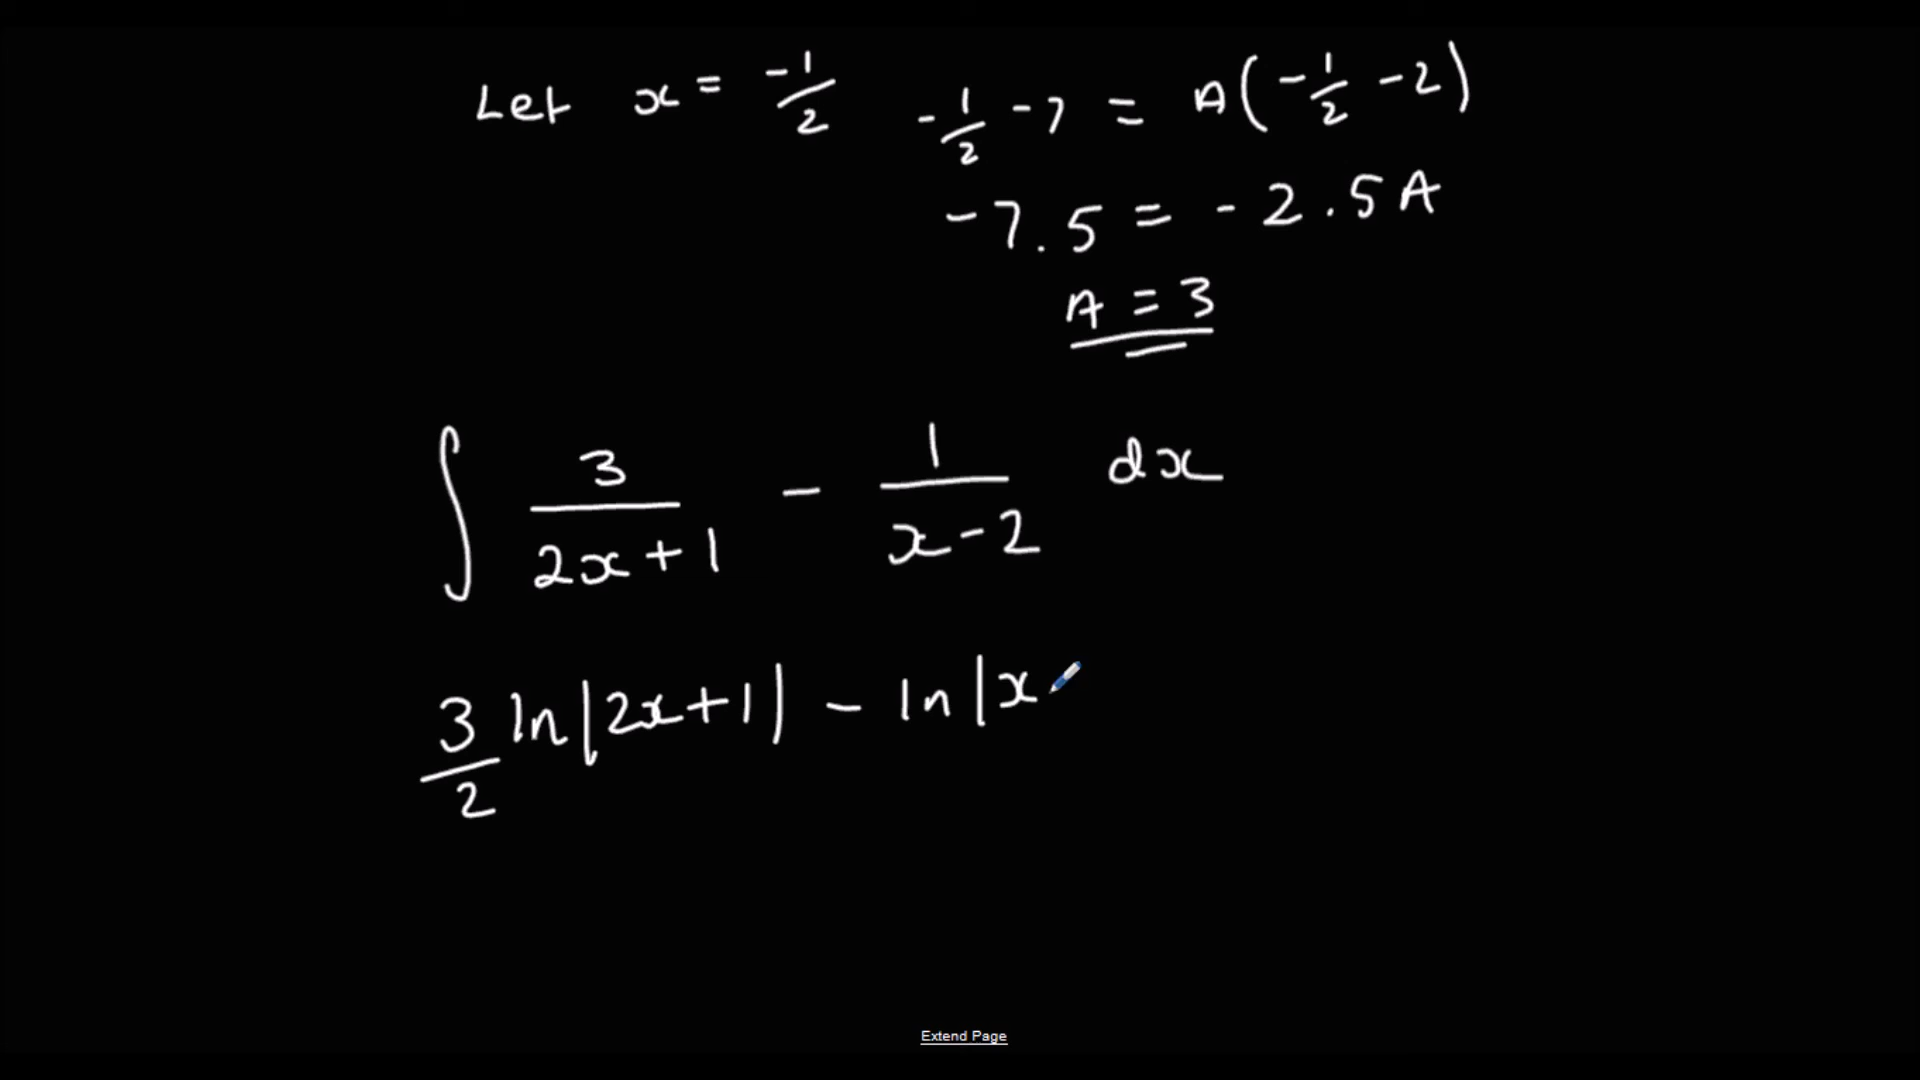 Let x = -1/2   -1/2 - 7 = A(-1/2 - 2)
-7.5 = -2.5A
A = 3
∫ 3/(2x+1) - 1/(x-2) dx
3/2 ln|2x+1| - ln|x
Extend Page